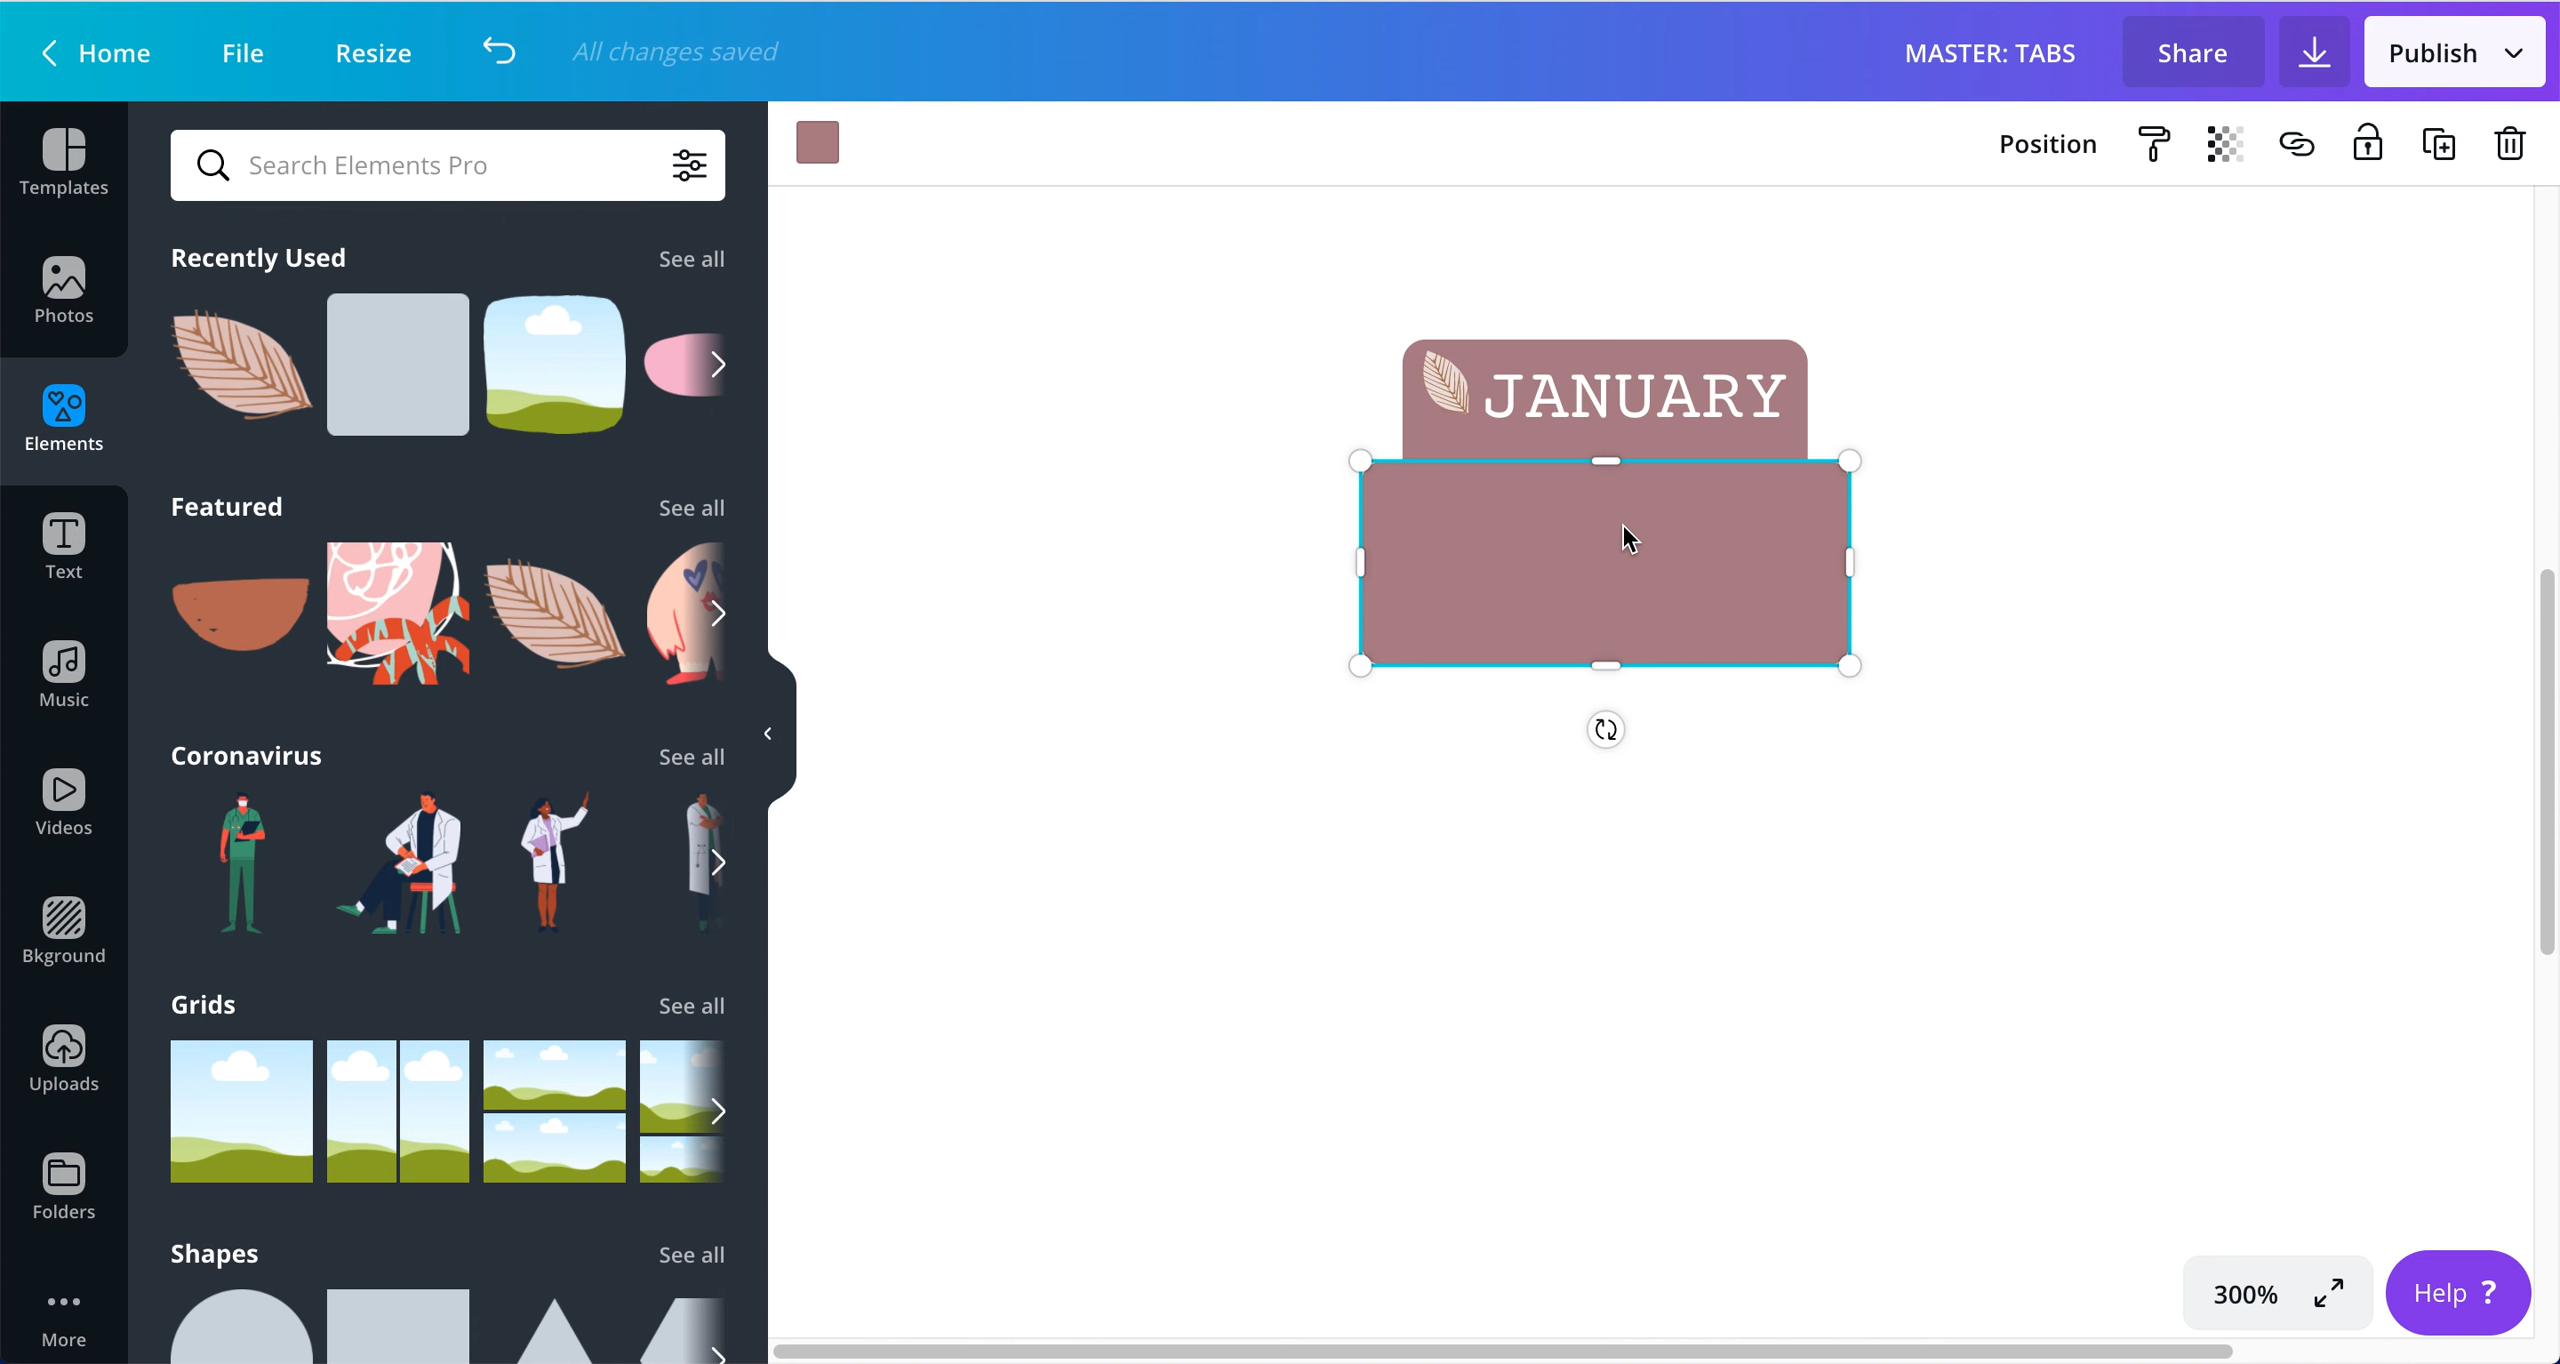 Home File Resize All changes saved MASTER: TABS Share Publish
Templates
Photos
Elements
Text
Music
Videos
Bkground
Uploads
Folders
More
Search Elements Pro
Recently Used See all
Featured See all
Coronavirus See all
Grids See all
Shapes See all
Position
JANUARY
300% Help ?